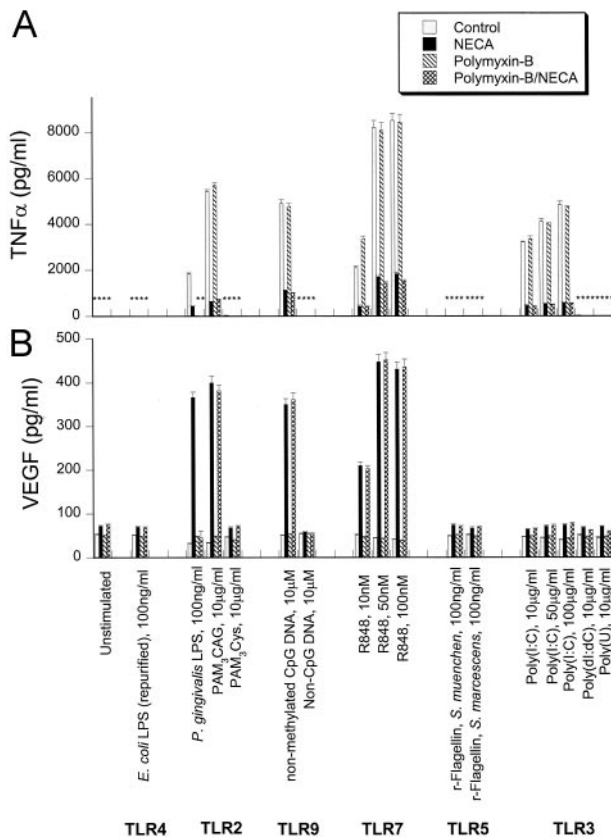 A
Control
NECA
Polymyxin-B
Polymyxin-B/NECA
TNFα (pg/ml)
8000
6000
4000
2000
0
**** **** ** **** **** **** **** **** **** ****
B
VEGF (pg/ml)
500
400
300
200
100
0
Unstimulated
E. coli LPS (repurified), 100ng/ml
P. gingivalis LPS, 100ng/ml
PAM3CAG, 10µg/ml
PAM3Cys, 10µg/ml
non-methylated CpG DNA, 10µM
Non-CpG DNA, 10µM
R848, 10nM
R848, 50nM
R848, 100nM
r-Flagellin, S. muenchen, 100ng/ml
r-Flagellin, S. marcescens, 100ng/ml
Poly(I:C), 10µg/ml
Poly(I:C), 50µg/ml
Poly(I:C), 100µg/ml
Poly(dI:dC), 10µg/ml
Poly(U), 10µg/ml
TLR4 TLR2 TLR9 TLR7 TLR5 TLR3